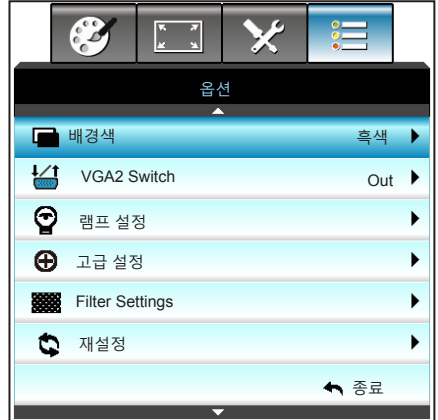 옵션
배경색 흑색
VGA2 Switch Out
램프 설정
고급 설정
Filter Settings
재설정
종료